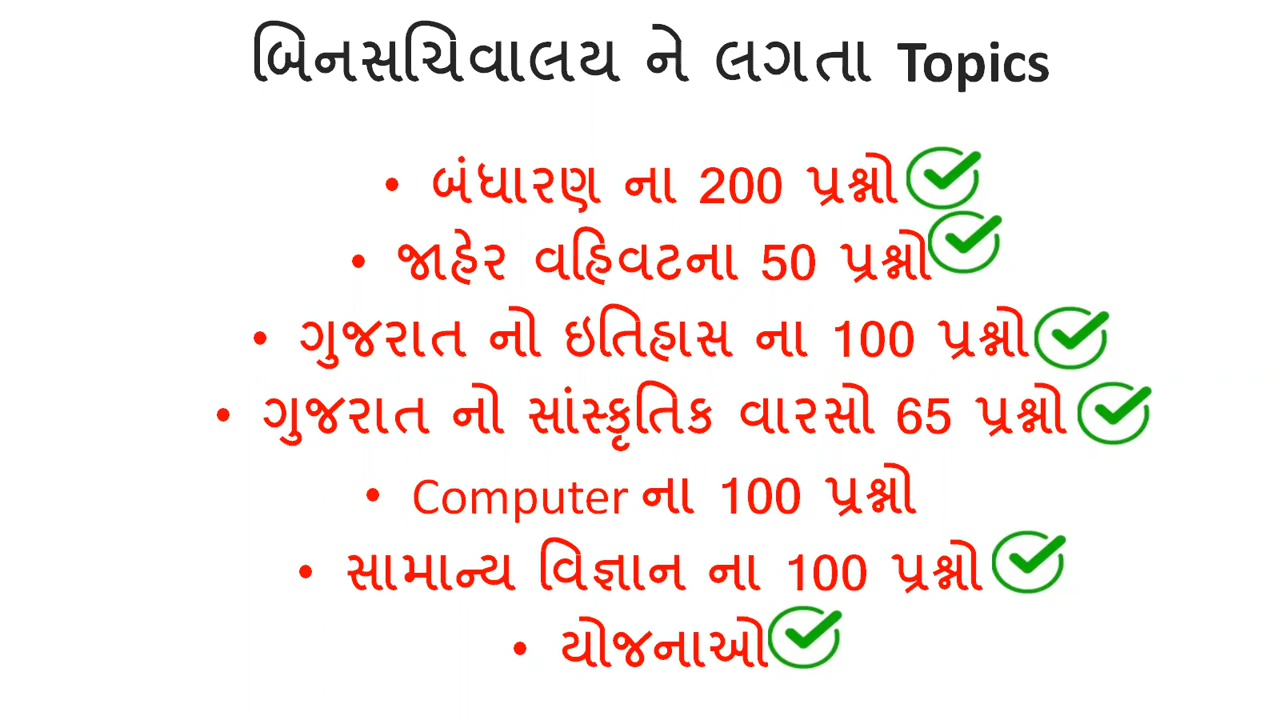 બિનસચિવાલય ને લગતા Topics
• બંધારણ ના 200 પ્રશ્નો
• જાહેર વહિવટના 50 પ્રશ્નો
• ગુજરાત નો ઇતિહાસ ના 100 પ્રશ્નો
• ગુજરાત નો સાંસ્કૃતિક વારસો 65 પ્રશ્નો
• Computer ના 100 પ્રશ્નો
• સામાન્ય વિજ્ઞાન ના 100 પ્રશ્નો
• યોજનાઓ